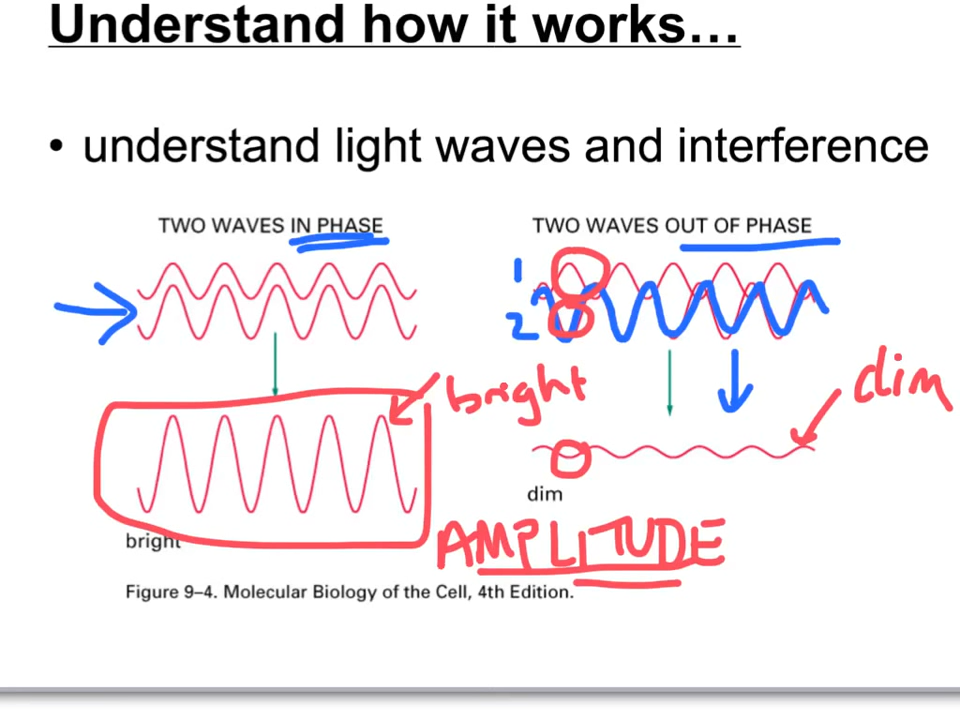 Understand how it works…
• understand light waves and interference
TWO WAVES IN PHASE
TWO WAVES OUT OF PHASE
1
2
bright
dim
dim
bright
AMPLITUDE
Figure 9–4. Molecular Biology of the Cell, 4th Edition.